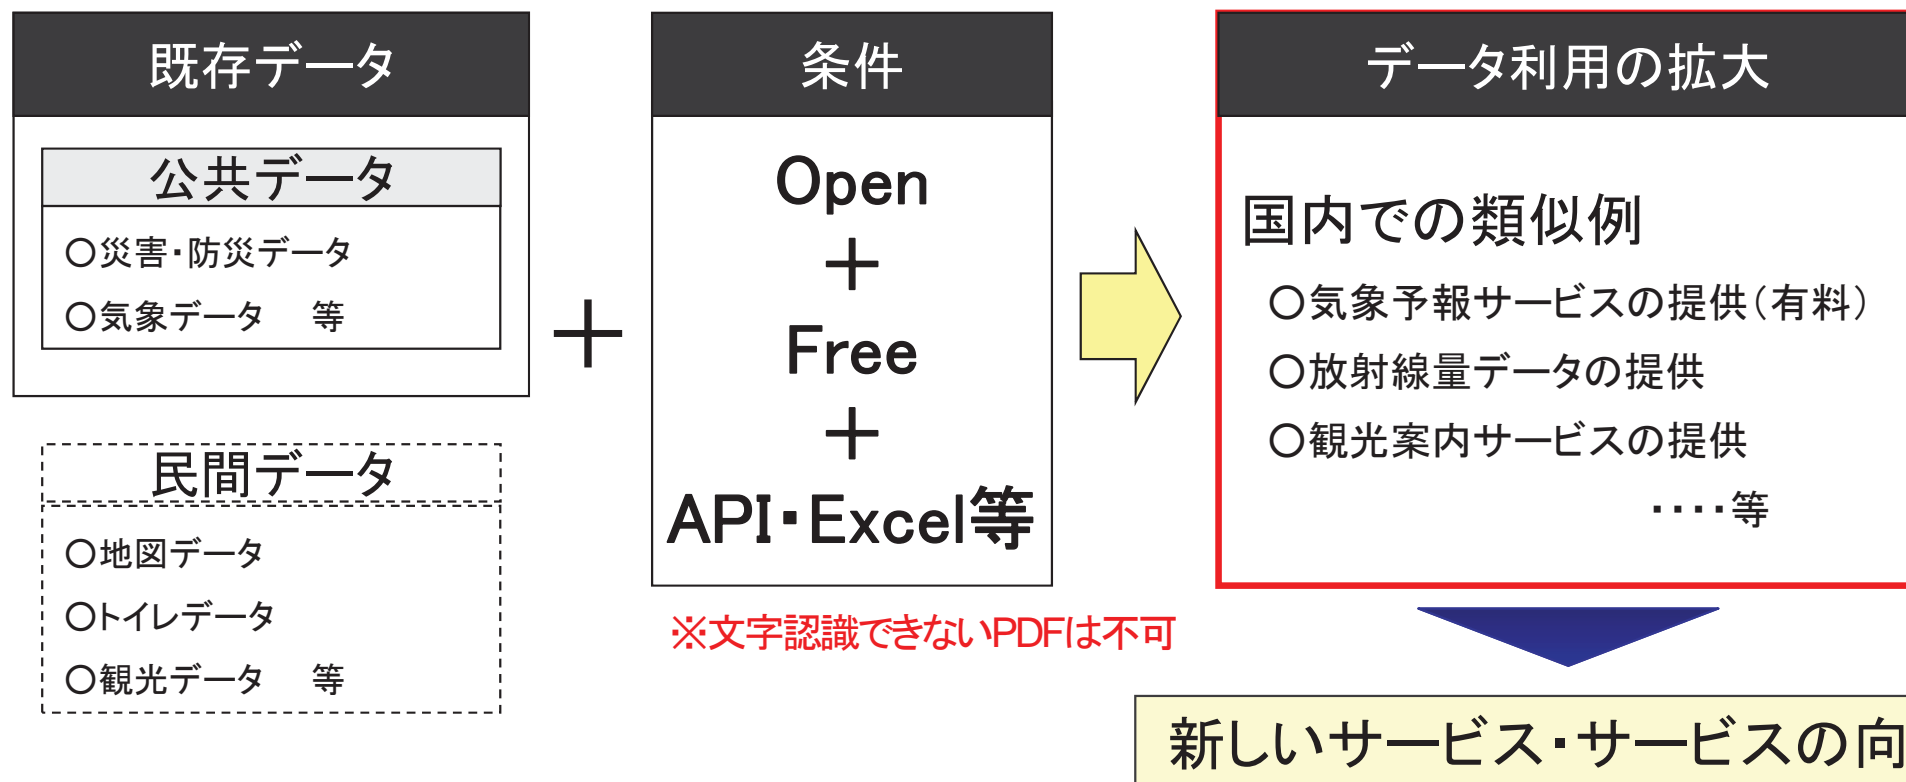 既存データ
公共データ
○災害・防災データ
○気象データ　等
民間データ
○地図データ
○トイレデータ
○観光データ　等
＋
条件
Open
＋
Free
＋
API・Excel等
※文字認識できないPDFは不可
データ利用の拡大
国内での類似例
○気象予報サービスの提供（有料）
○放射線量データの提供
○観光案内サービスの提供
・・・・等
新しいサービス・サービスの向